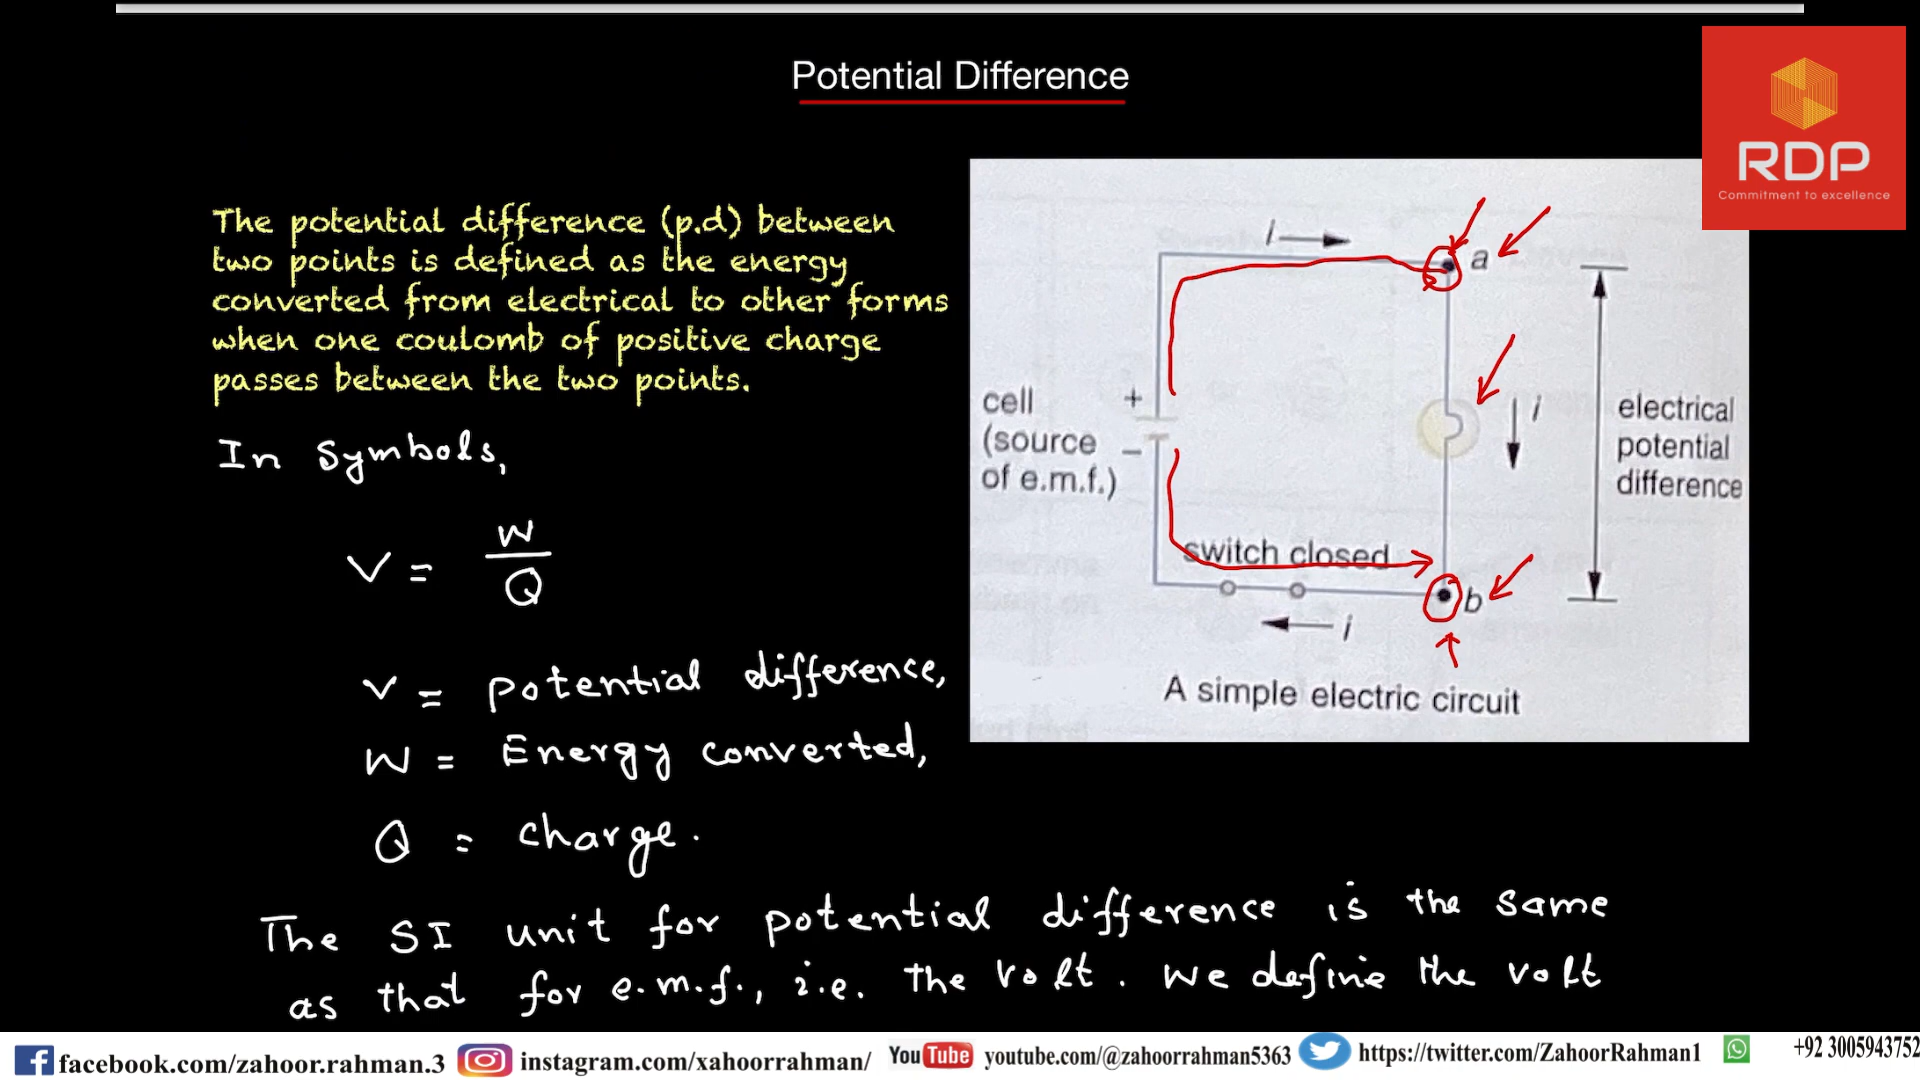 Potential Difference
RDP
Commitment to excellence
The potential difference (p.d) between
two points is defined as the energy
converted from electrical to other forms
when one coulomb of positive charge
passes between the two points.
In Symbols,
V = W
Q
V = Potential difference,
W = Energy converted,
Q = charge.
i
a
cell
(source
of e.m.f.)
+
−
i
electrical
potential
difference
switch closed
b
i
A simple electric circuit
The SI unit for potential difference is the same
as that for e.m.f., i.e. the volt. We define the volt
facebook.com/zahoor.rahman.3 instagram.com/xahoorrahman/ YouTube youtube.com/@zahoorrahman5363 https://twitter.com/ZahoorRahman1 +92 3005943752